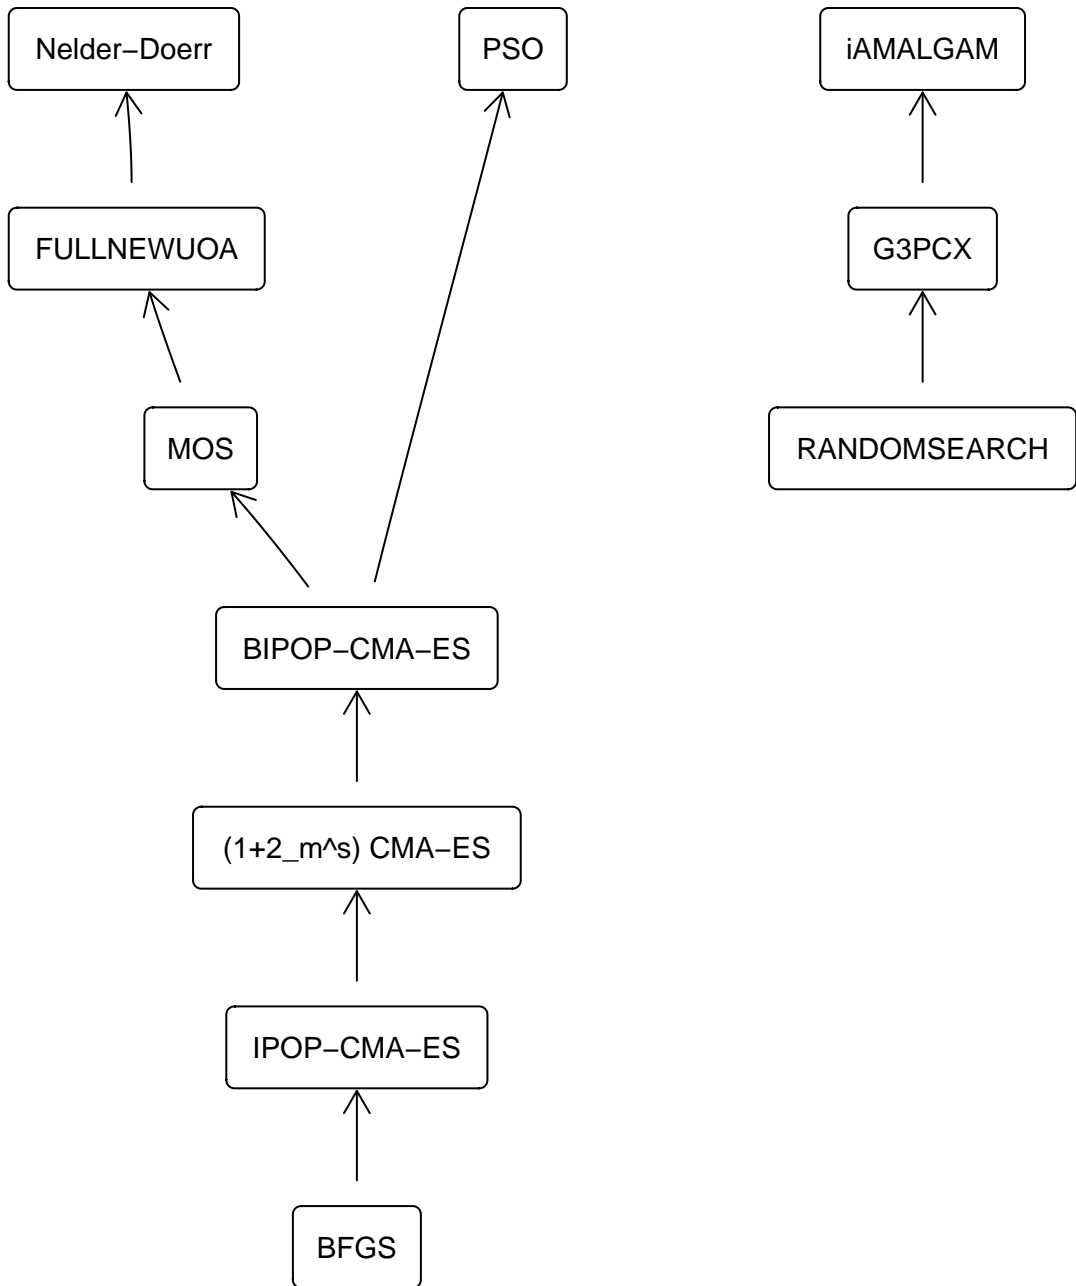 Nelder−Doerr
PSO
iAMALGAM
FULLNEWUOA
G3PCX
MOS
RANDOMSEARCH
BIPOP−CMA−ES
(1+2_m^s) CMA−ES
IPOP−CMA−ES
BFGS